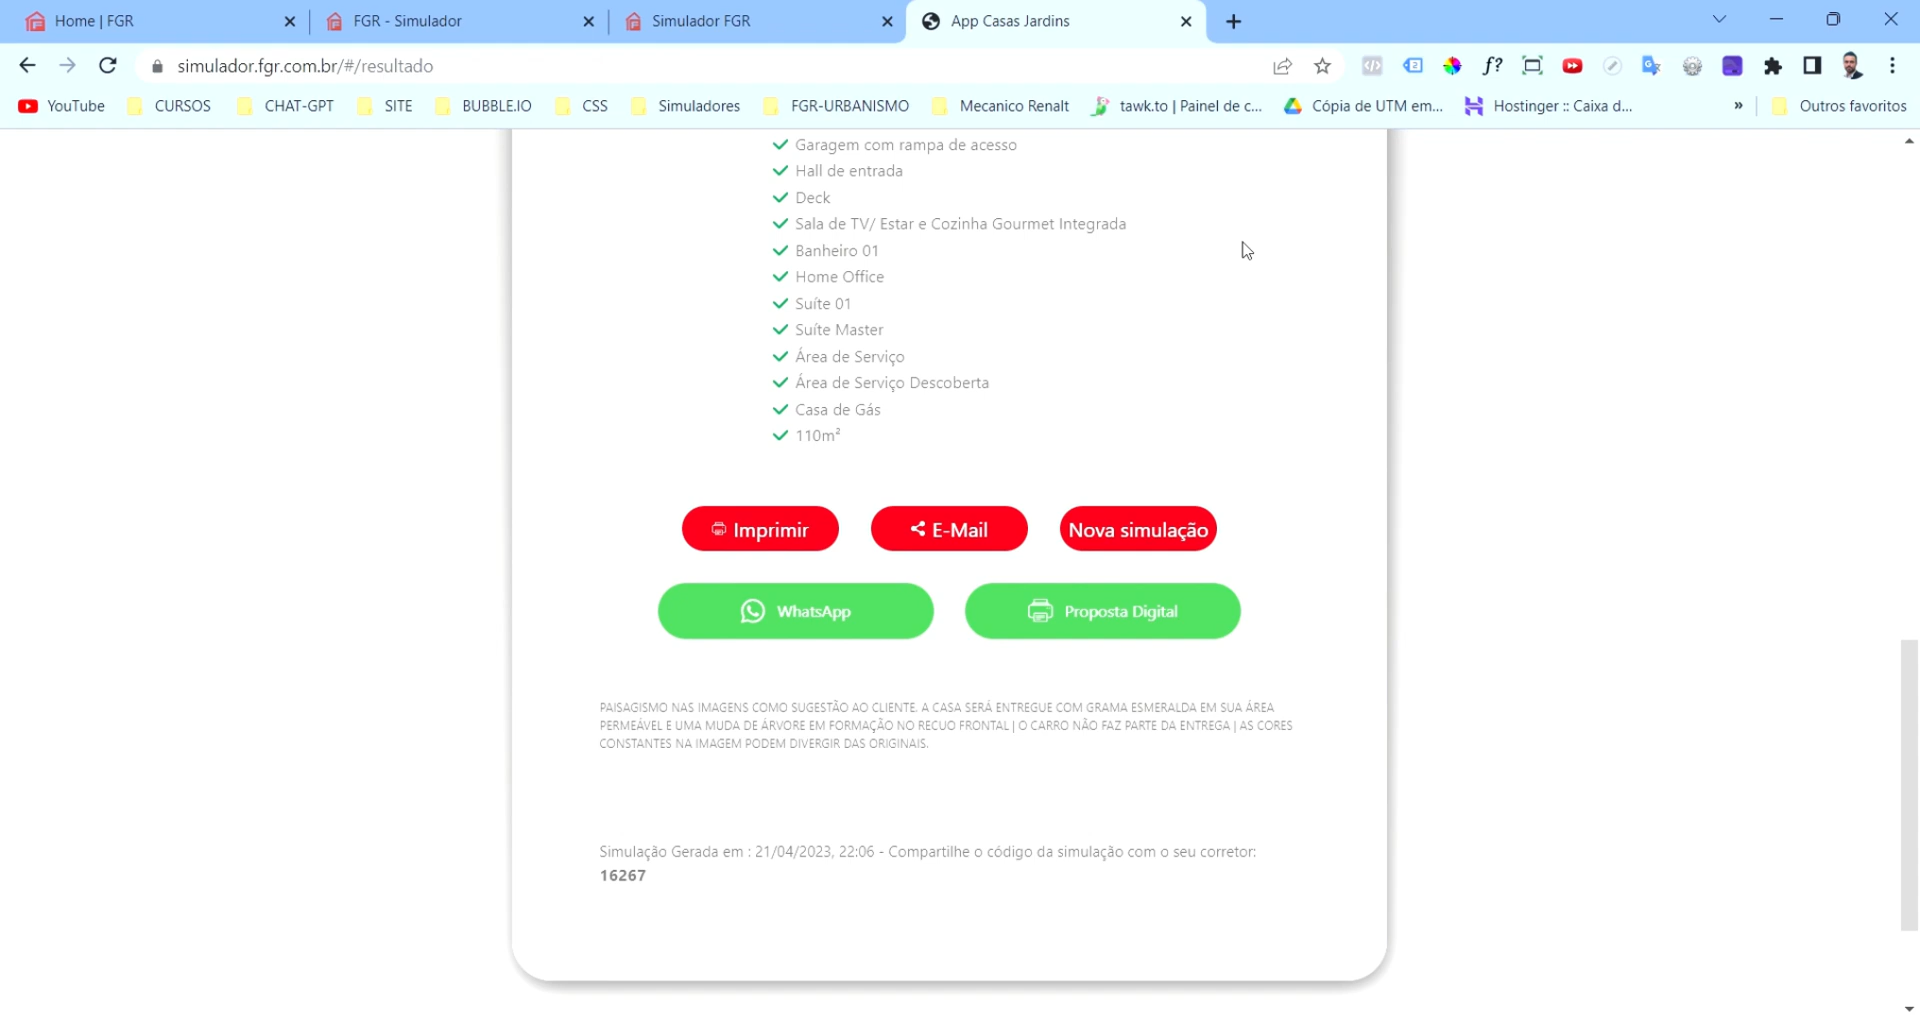 Home | FGR
FGR - Simulador
Simulador FGR
App Casas Jardins
simulador.fgr.com.br/#/resultado
f?
YouTube
CURSOS
CHAT-GPT
SITE
BUBBLE.IO
CSS
Simuladores
FGR-URBANISMO
Mecanico Renalt
tawk.to | Painel de c...
Cópia de UTM em...
Hostinger :: Caixa d...
»
Outros favoritos
Garagem com rampa de acesso
Hall de entrada
Deck
Sala de TV/ Estar e Cozinha Gourmet Integrada
Banheiro 01
Home Office
Suíte 01
Suíte Master
Área de Serviço
Área de Serviço Descoberta
Casa de Gás
110m²
Imprimir
E-Mail
Nova simulação
WhatsApp
Proposta Digital
PAISAGISMO NAS IMAGENS COMO SUGESTÃO AO CLIENTE. A CASA SERÁ ENTREGUE COM GRAMA ESMERALDA EM SUA ÁREA
PERMEÁVEL E UMA MUDA DE ÁRVORE EM FORMAÇÃO NO RECUO FRONTAL | O CARRO NÃO FAZ PARTE DA ENTREGA | AS CORES
CONSTANTES NA IMAGEM PODEM DIVERGIR DAS ORIGINAIS.
Simulação Gerada em : 21/04/2023, 22:06 - Compartilhe o código da simulação com o seu corretor:
16267